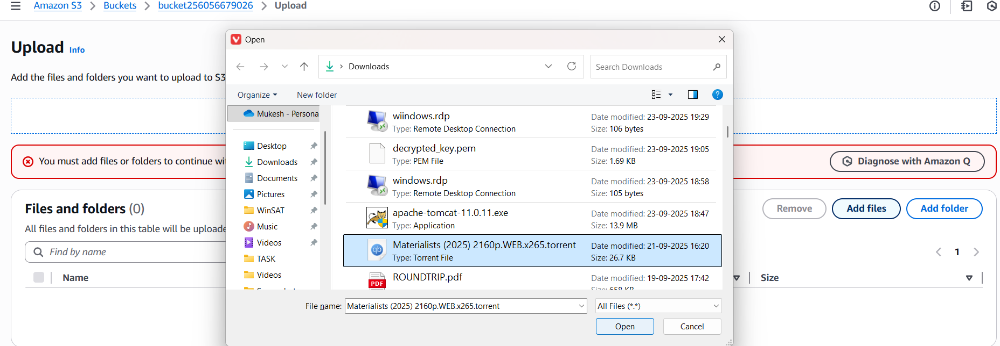 Amazon S3 > Buckets > bucket256056679026 > Upload
Open
Upload Info
Downloads
Search Downloads
Add the files and folders you want to upload to S3
Organize
New folder
Mukesh - Persona
Desktop
Downloads
Documents
Pictures
WinSAT
Music
Videos
TASK
Videos
wiindows.rdp
Date modified: 23-09-2025 19:29
Type: Remote Desktop Connection
Size: 106 bytes
decrypted_key.pem
Date modified: 23-09-2025 19:05
Type: PEM File
Size: 1.69 KB
windows.rdp
Date modified: 23-09-2025 18:58
Type: Remote Desktop Connection
Size: 105 bytes
apache-tomcat-11.0.11.exe
Date modified: 23-09-2025 18:47
Type: Application
Size: 13.9 MB
qb
Materialists (2025) 2160p.WEB.x265.torrent
Date modified: 21-09-2025 16:20
Type: Torrent File
Size: 26.7 KB
PDF
ROUNDTRIP.pdf
Date modified: 19-09-2025 17:42
File name: Materialists (2025) 2160p.WEB.x265.torrent
All Files (*.*)
Open
Cancel
You must add files or folders to continue wi
Diagnose with Amazon Q
Files and folders (0)
Remove
Add files
Add folder
All files and folders in this table will be uploade
Find by name
1
Name
Size